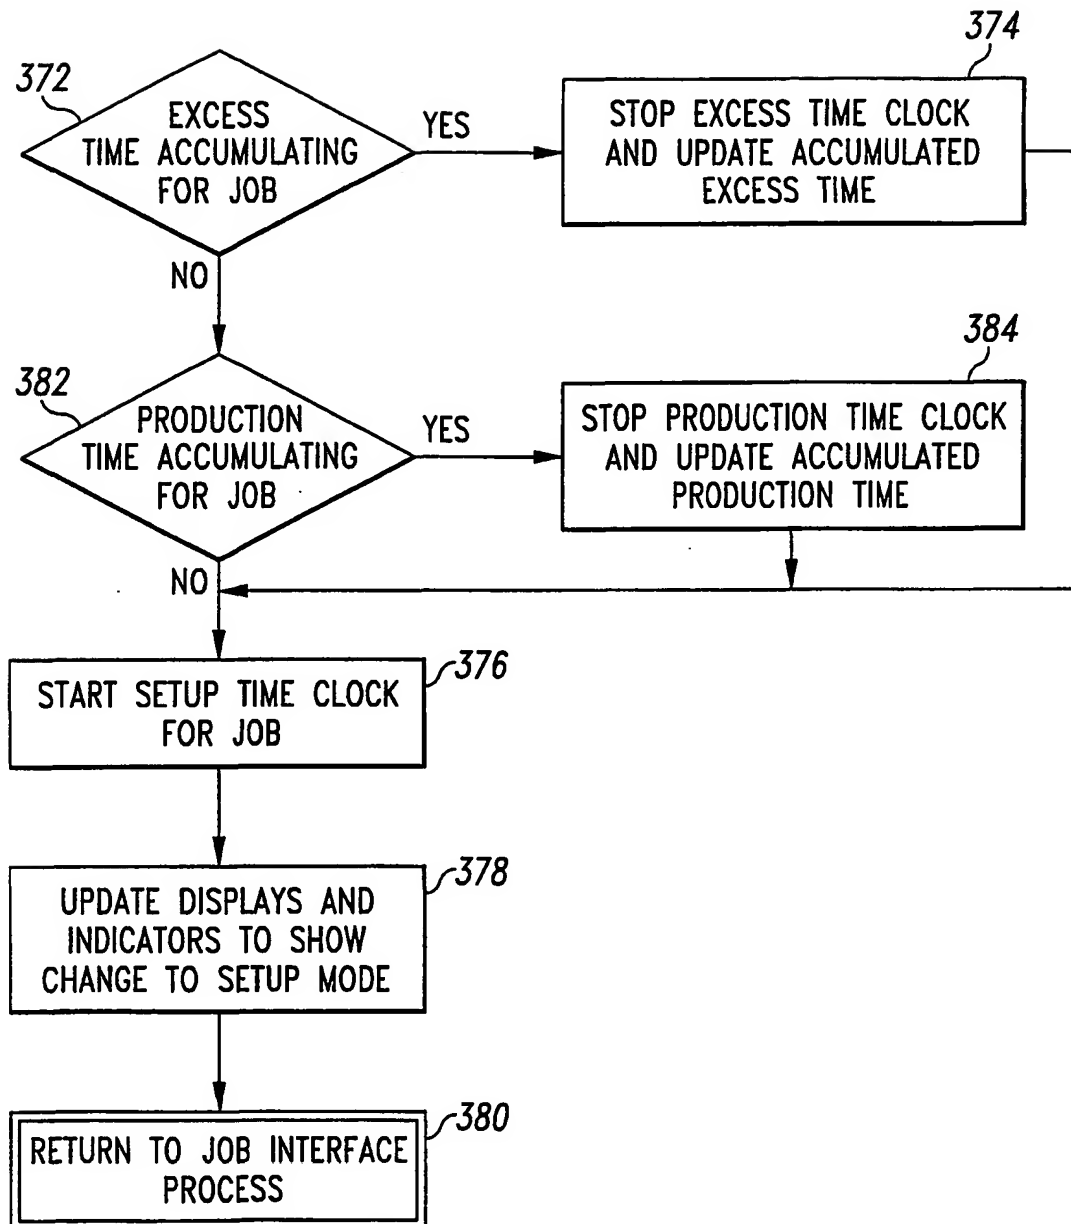 372
EXCESS
TIME ACCUMULATING
FOR JOB
YES
374
STOP EXCESS TIME CLOCK
AND UPDATE ACCUMULATED
EXCESS TIME
NO
382
PRODUCTION
TIME ACCUMULATING
FOR JOB
YES
384
STOP PRODUCTION TIME CLOCK
AND UPDATE ACCUMULATED
PRODUCTION TIME
NO
376
START SETUP TIME CLOCK
FOR JOB
378
UPDATE DISPLAYS AND
INDICATORS TO SHOW
CHANGE TO SETUP MODE
380
RETURN TO JOB INTERFACE
PROCESS